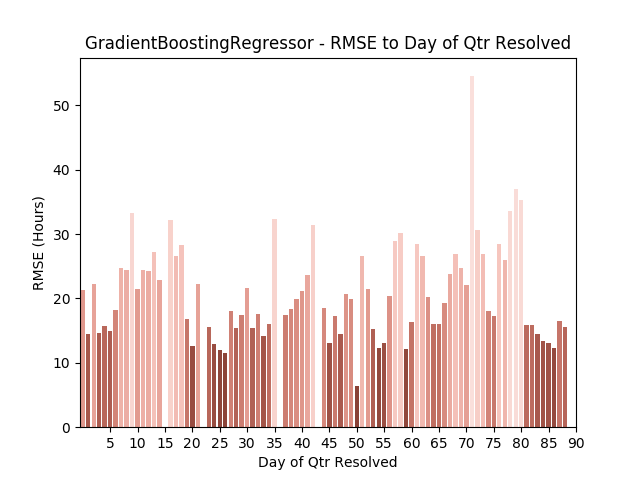 GradientBoostingRegressor - RMSE to Day of Qtr Resolved
50
40
30
20
10
0
RMSE (Hours)
5 10 15 20 25 30 35 40 45 50 55 60 65 70 75 80 85 90
Day of Qtr Resolved